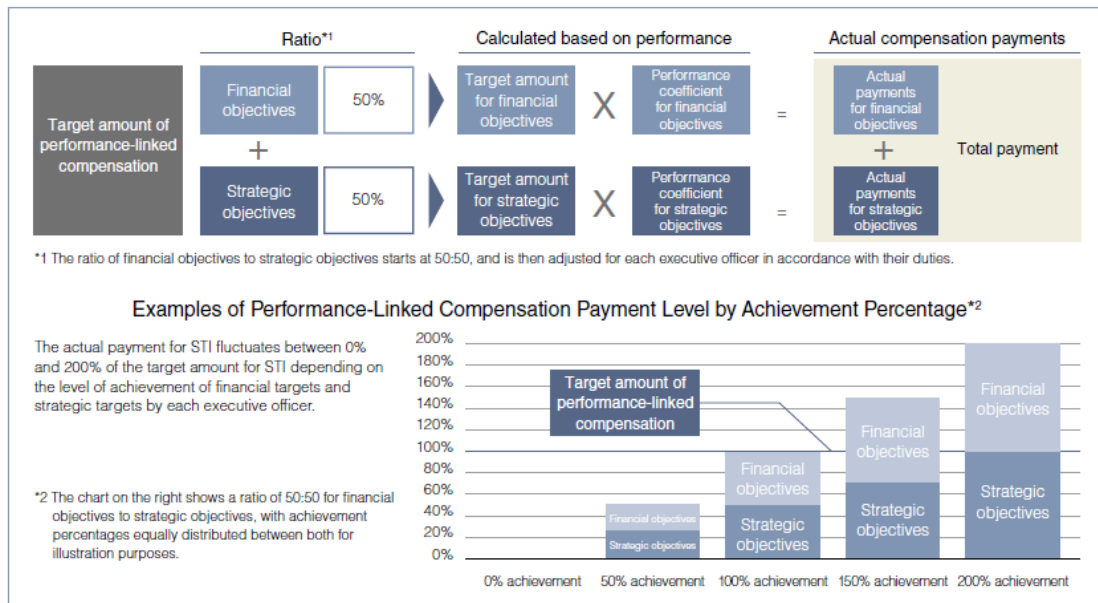 Ratio*1
Calculated based on performance
Actual compensation payments
Target amount of
performance-linked
compensation
Financial
objectives
50%
Target amount
for financial
objectives
X
Performance
coefficient
for financial
objectives
=
Actual
payments
for financial
objectives
+
+
Total payment
Strategic
objectives
50%
Target amount
for strategic
objectives
X
Performance
coefficient
for strategic
objectives
=
Actual
payments
for strategic
objectives
*1 The ratio of financial objectives to strategic objectives starts at 50:50, and is then adjusted for each executive officer in accordance with their duties.
Examples of Performance-Linked Compensation Payment Level by Achievement Percentage*2
The actual payment for STI fluctuates between 0%
and 200% of the target amount for STI depending on
the level of achievement of financial targets and
strategic targets by each executive officer.
*2 The chart on the right shows a ratio of 50:50 for financial
objectives to strategic objectives, with achievement
percentages equally distributed between both for
illustration purposes.
200%
180%
160%
140%
120%
100%
80%
60%
40%
20%
0%
Target amount of
performance-linked
compensation
Financial objectives
Strategic objectives
Financial
objectives
Strategic
objectives
Financial
objectives
Strategic
objectives
Financial
objectives
Strategic
objectives
0% achievement
50% achievement
100% achievement
150% achievement
200% achievement